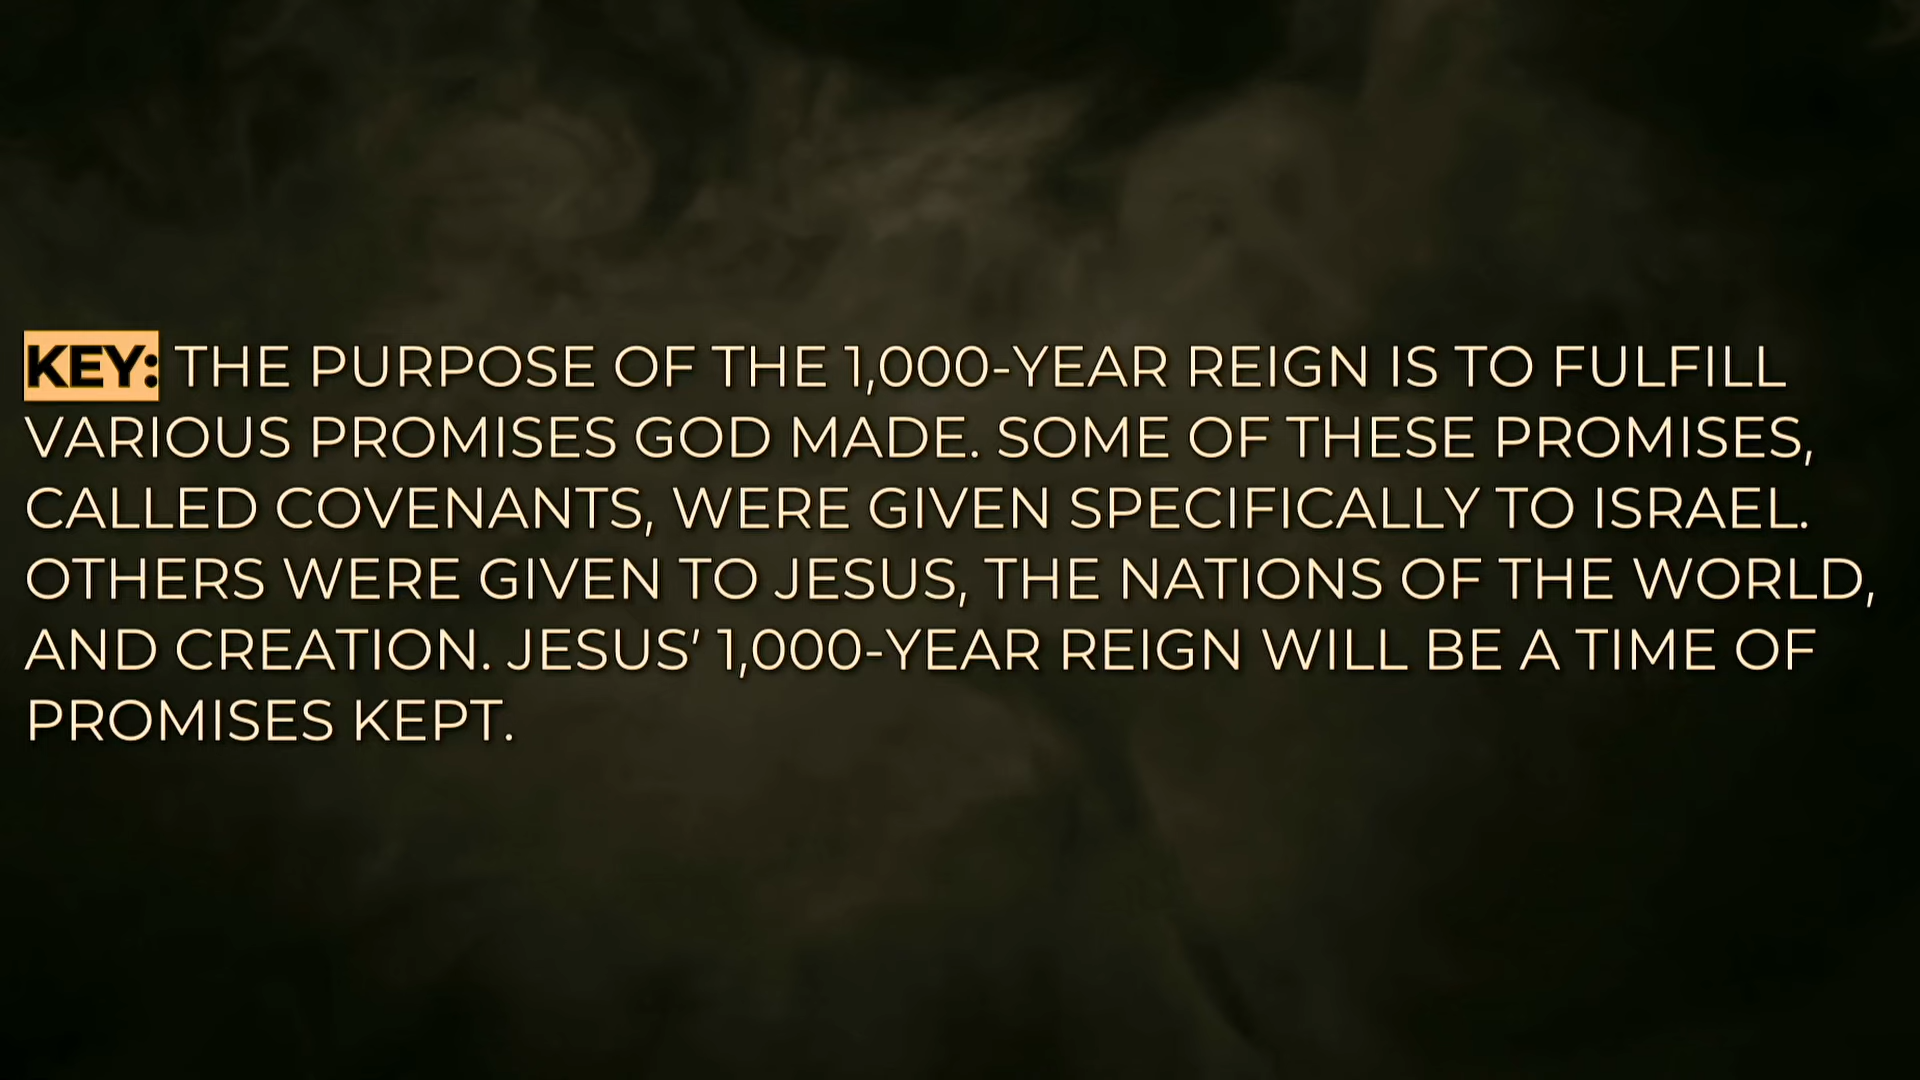 KEY: THE PURPOSE OF THE 1,000-YEAR REIGN IS TO FULFILL
VARIOUS PROMISES GOD MADE. SOME OF THESE PROMISES,
CALLED COVENANTS, WERE GIVEN SPECIFICALLY TO ISRAEL.
OTHERS WERE GIVEN TO JESUS, THE NATIONS OF THE WORLD,
AND CREATION. JESUS’ 1,000-YEAR REIGN WILL BE A TIME OF
PROMISES KEPT.